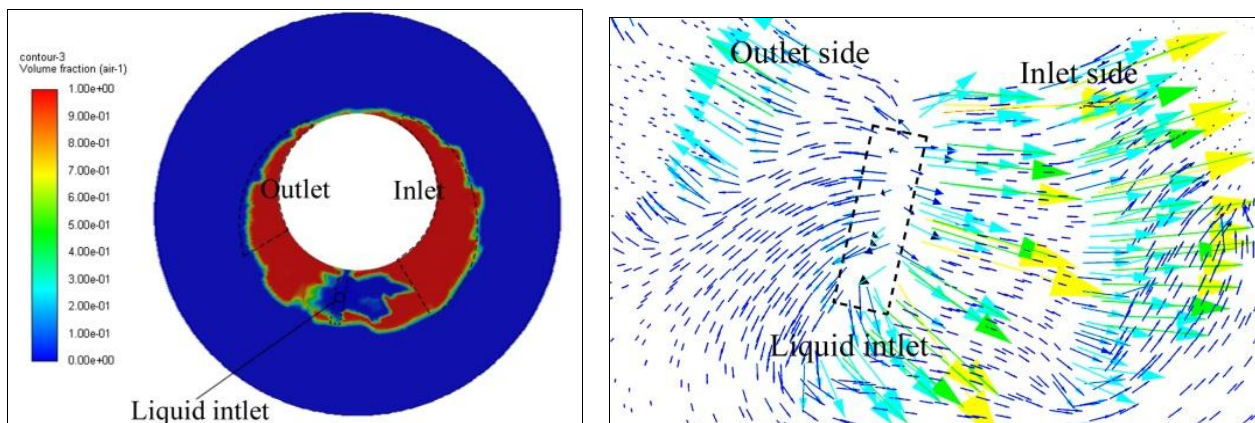 contour-3
Volume fraction (air-1)
1.00e+00
9.00e-01
8.00e-01
7.00e-01
6.00e-01
5.00e-01
4.00e-01
3.00e-01
2.00e-01
1.00e-01
0.00e+00
Outlet
Inlet
Liquid intlet
Outlet side
Inlet side
Liquid intlet